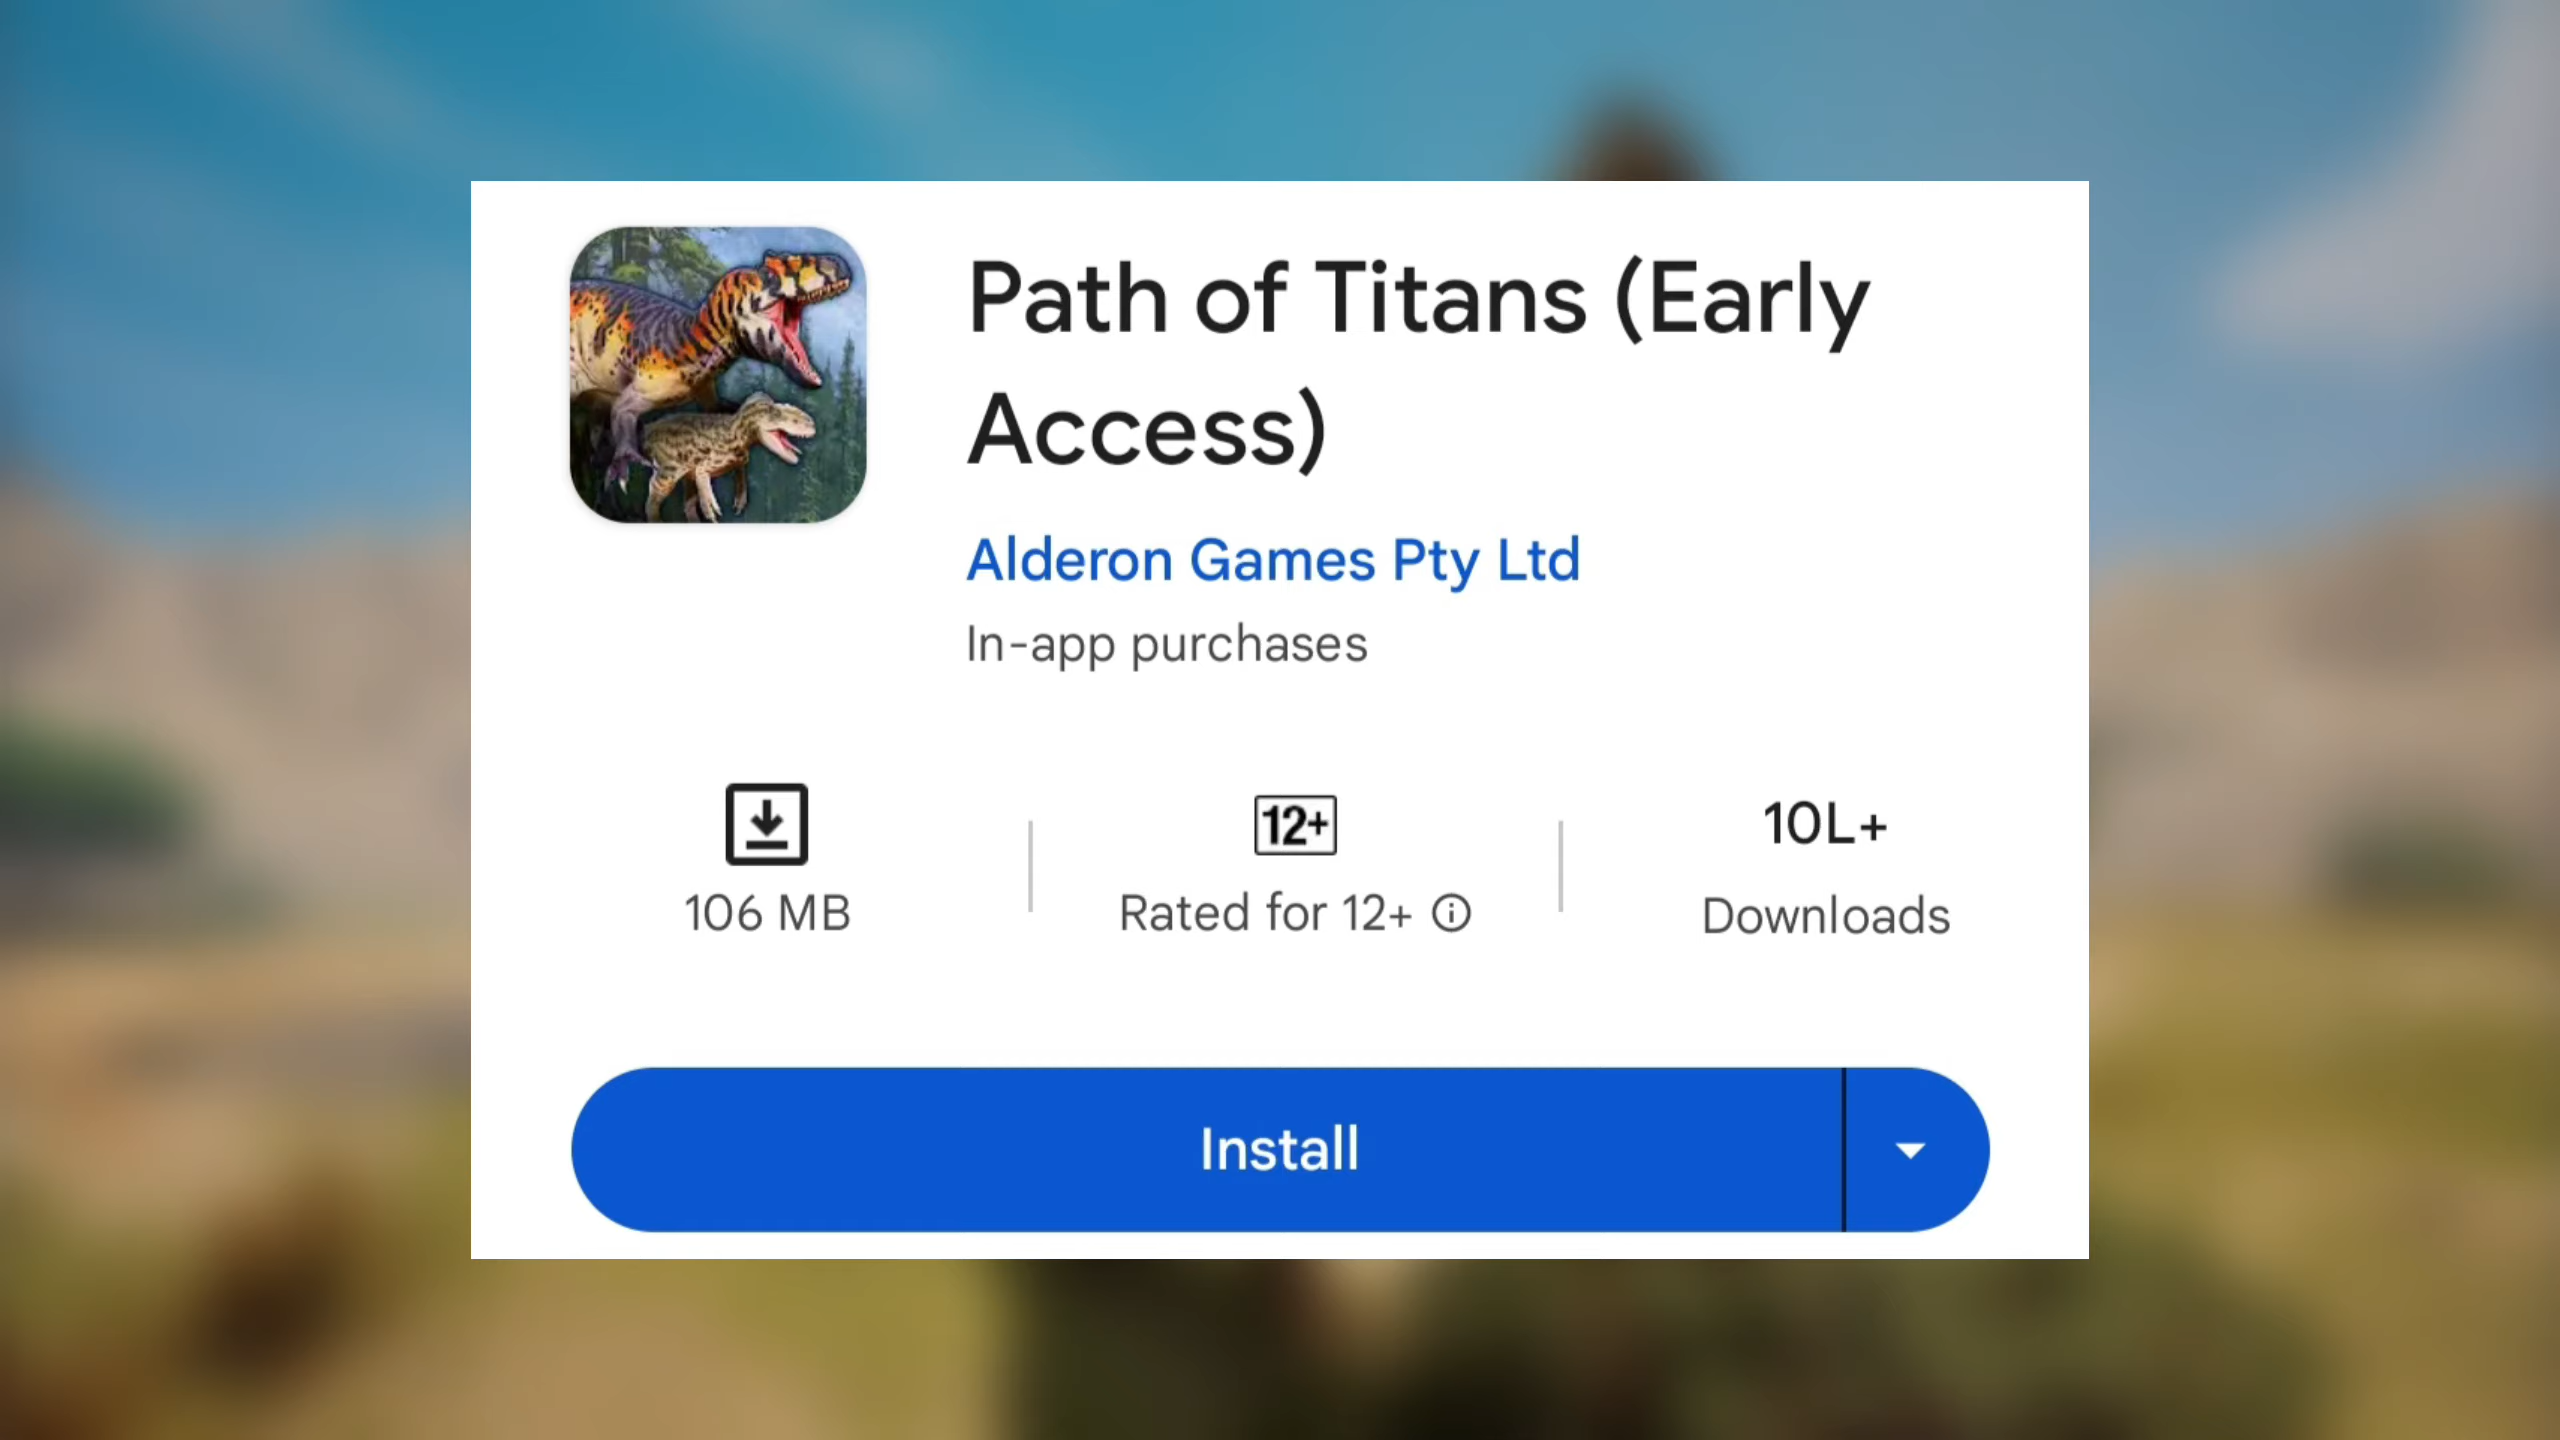 Path of Titans (Early
Access)
Alderon Games Pty Ltd
In-app purchases
12+
10L+
106 MB
Rated for 12+
Downloads
Install